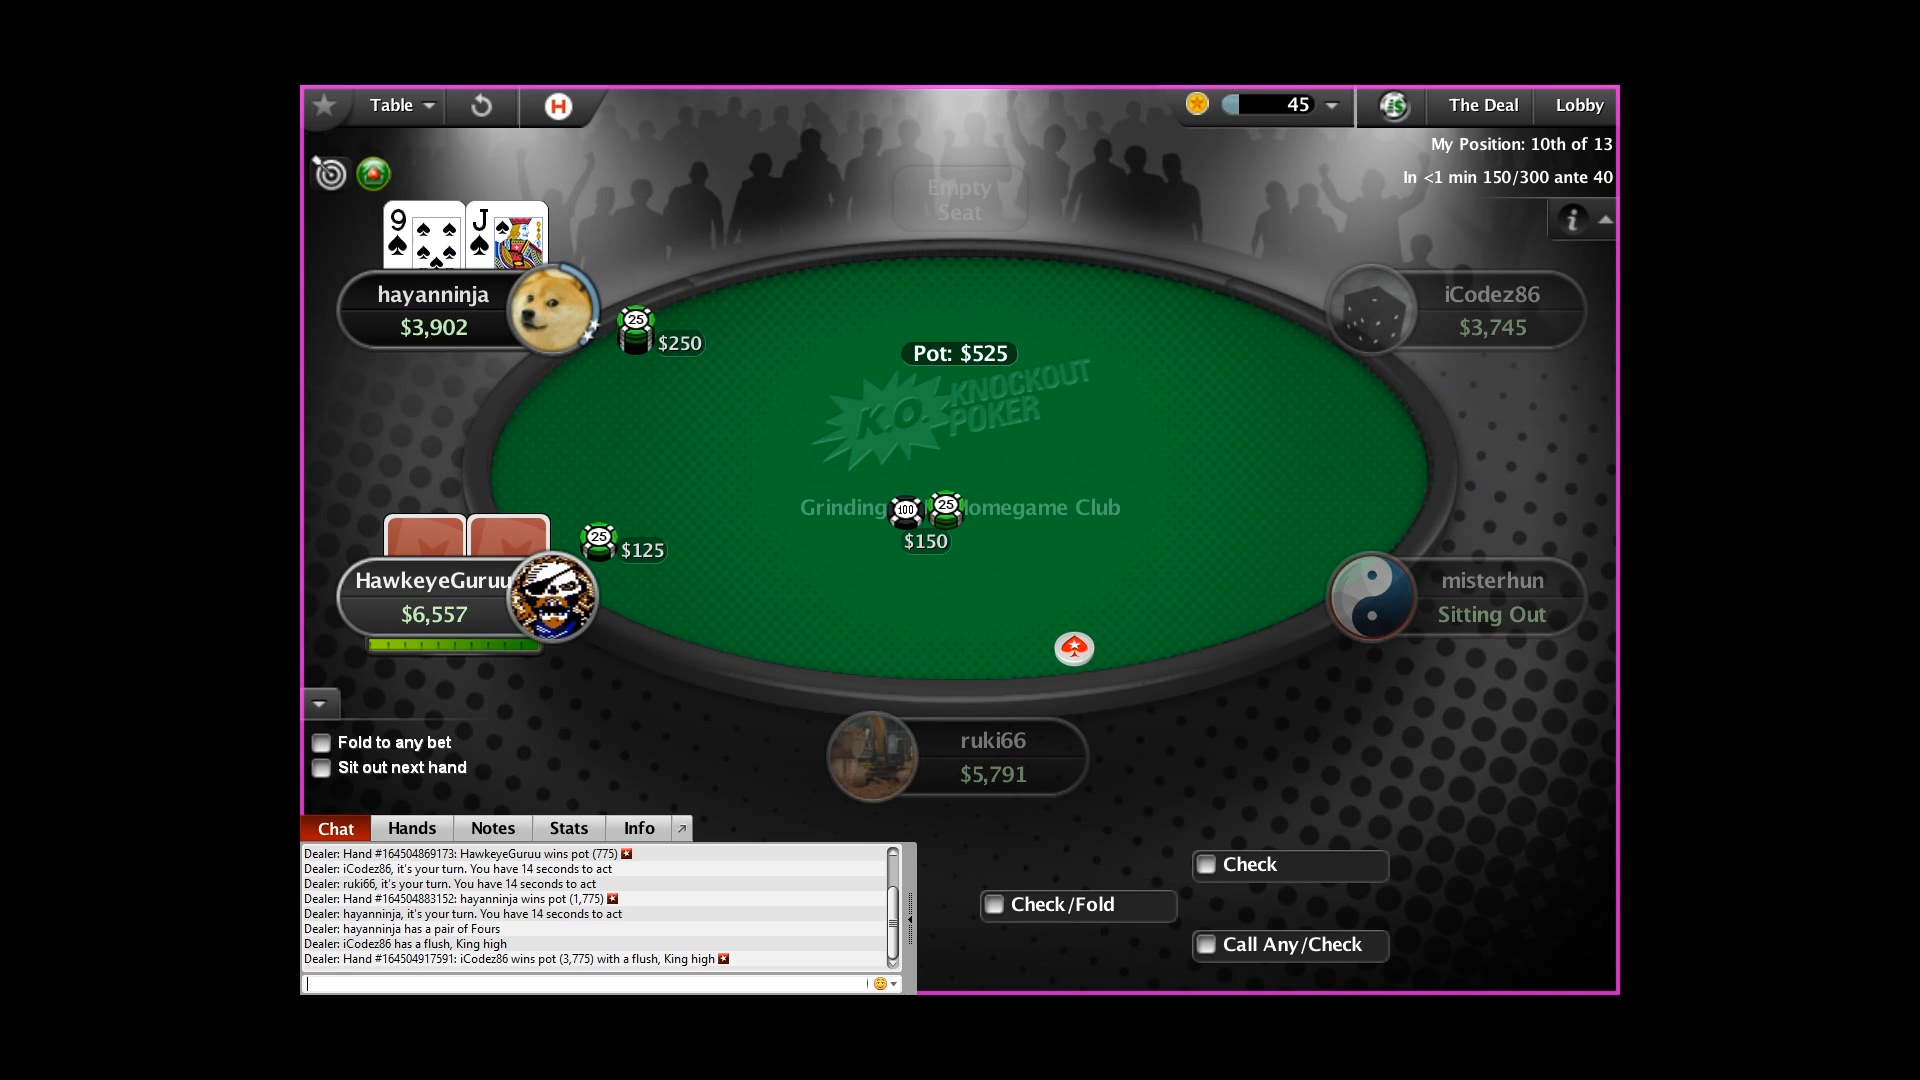 Table
H
45
The Deal
Lobby
My Position: 10th of 13
In <1 min 150/300 ante 40
Empty
Seat
9
J
hayanninja
$3,902
25
$250
iCodez86
$3,745
Pot: $525
K.O. KNOCKOUT
POKER
Grinding
Homegame Club
100
25
$150
25
$125
HawkeyeGuruu
$6,557
misterhun
Sitting Out
ruki66
$5,791
Fold to any bet
Sit out next hand
Chat
Hands
Notes
Stats
Info
Dealer: Hand #164504869173: HawkeyeGuruu wins pot (775)
Dealer: iCodez86, it's your turn. You have 14 seconds to act
Dealer: ruki66, it's your turn. You have 14 seconds to act
Dealer: Hand #164504883152: hayanninja wins pot (1,775)
Dealer: hayanninja, it's your turn. You have 14 seconds to act
Dealer: hayanninja has a pair of Fours
Dealer: iCodez86 has a flush, King high
Dealer: Hand #164504917591: iCodez86 wins pot (3,775) with a flush, King high
Check
Check/Fold
Call Any/Check